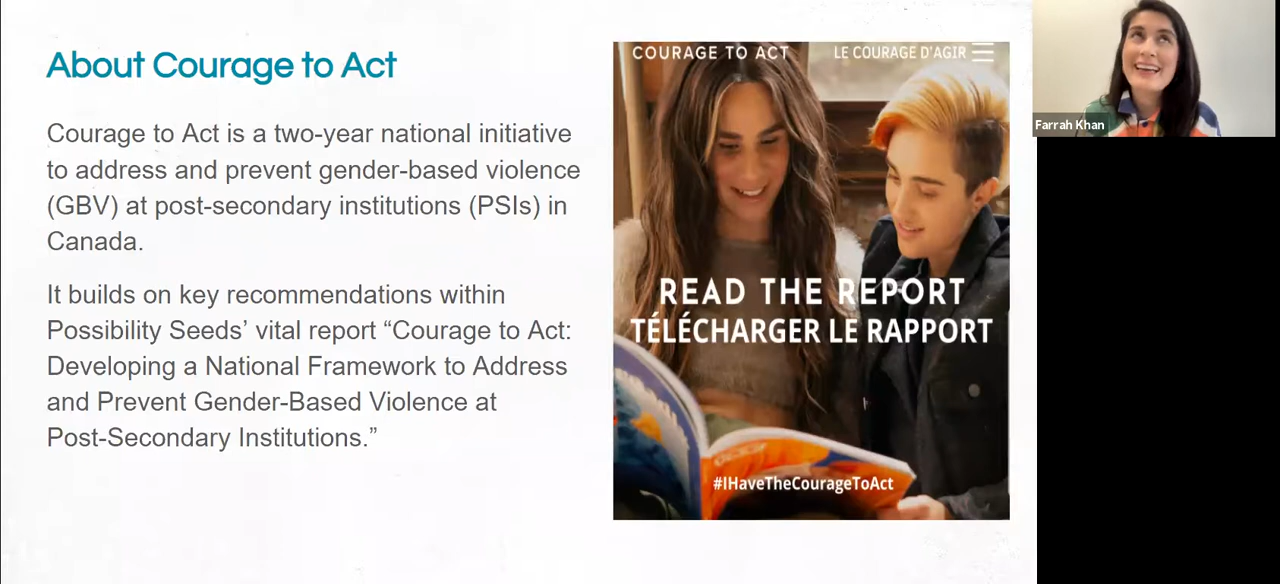 About Courage to Act
Courage to Act is a two-year national initiative
to address and prevent gender-based violence
(GBV) at post-secondary institutions (PSIs) in
Canada.
It builds on key recommendations within
Possibility Seeds’ vital report “Courage to Act:
Developing a National Framework to Address
and Prevent Gender-Based Violence at
Post-Secondary Institutions.”
COURAGE TO ACT
LE COURAGE D'AGIR
READ THE REPORT
TÉLÉCHARGER LE RAPPORT
#IHaveTheCourageToAct
Farrah Khan